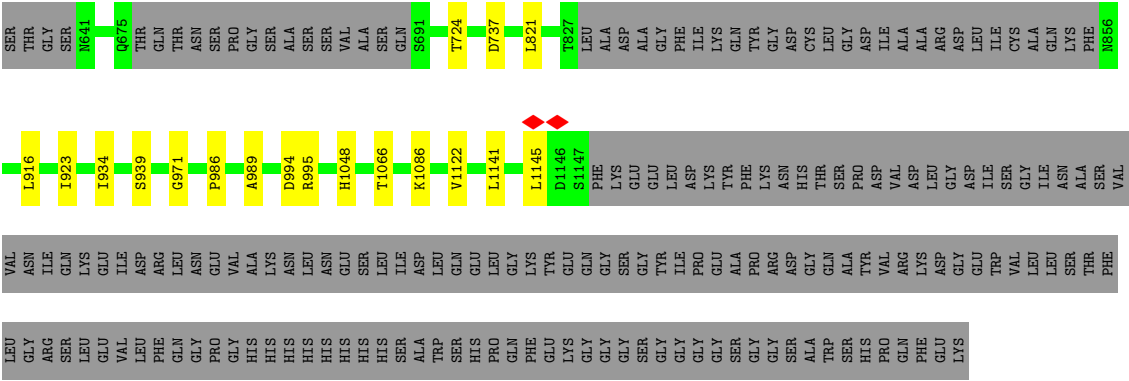 SER THR GLY SER N641 Q675 THR GLN THR ASN SER PRO GLY SER ALA SER SER VAL ALA SER GLN S691 T724 D737 L821 T827 LEU ALA ASP ALA GLY PHE ILE LYS GLN TYR GLY ASP CYS LEU GLY ASP ILE ALA ALA ARG ASP LEU ILE CYS ALA GLN LYS PHE N856
L916 I923 I934 S939 G971 P986 A989 D994 R995 H1048 T1066 K1086 V1122 L1141 L1145 D1146 S1147 PHE LYS GLU GLU LEU ASP LYS TYR PHE LYS ASN HIS THR SER PRO ASP VAL ASP LEU GLY ASP ILE SER GLY ILE ASN ALA SER VAL
VAL ASN ILE GLN LYS GLU ILE ASP ARG LEU ASN GLU VAL ALA LYS ASN LEU ASN GLU SER LEU ILE ASP LEU GLN GLU LEU GLY LYS TYR GLU GLN GLY SER GLY TYR ILE PRO GLU ALA PRO ARG ASP GLY GLN ALA TYR VAL ARG LYS ASP GLY GLU TRP VAL LEU LEU SER THR PHE
LEU GLY ARG SER LEU GLU VAL LEU PHE GLN GLY PRO GLY HIS HIS HIS HIS HIS HIS HIS HIS SER ALA TRP SER HIS PRO GLN PHE GLU LYS GLY GLY GLY SER GLY GLY GLY GLY SER GLY GLY SER ALA TRP SER HIS PRO GLN PHE GLU LYS